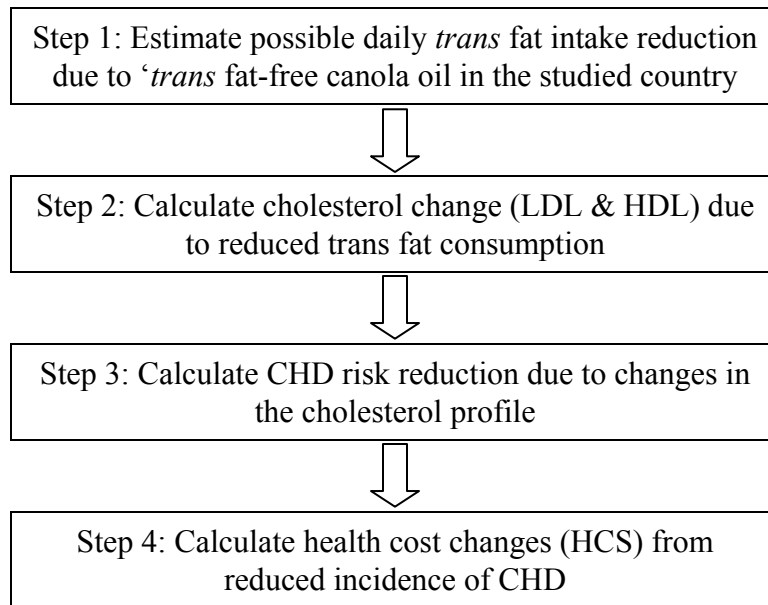 Step 1: Estimate possible daily trans fat intake reduction
due to ‘trans fat-free canola oil in the studied country
Step 2: Calculate cholesterol change (LDL & HDL) due
to reduced trans fat consumption
Step 3: Calculate CHD risk reduction due to changes in
the cholesterol profile
Step 4: Calculate health cost changes (HCS) from
reduced incidence of CHD